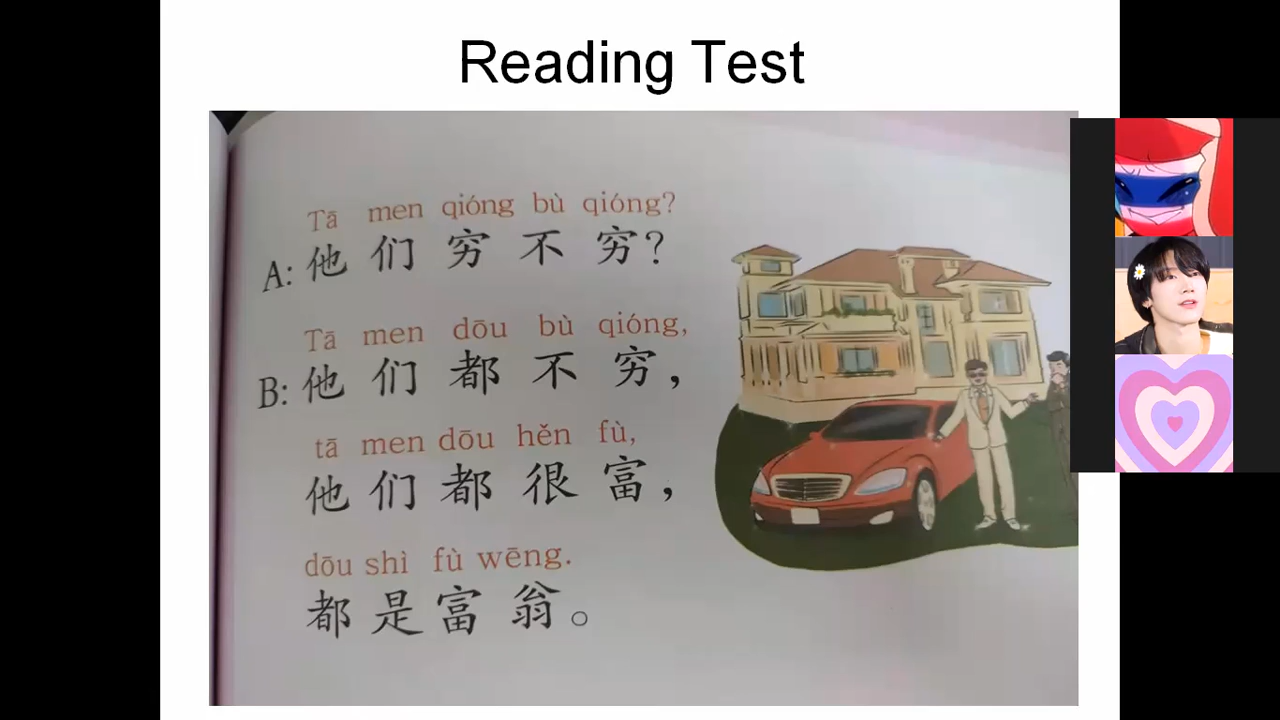 Reading Test
Tā men qióng bù qióng?
A: 他们穷不穷?
Tā men dōu bù qióng,
B: 他们都不穷，
tā men dōu hěn fù,
他们都很富，
dōu shì fù wēng.
都是富翁。